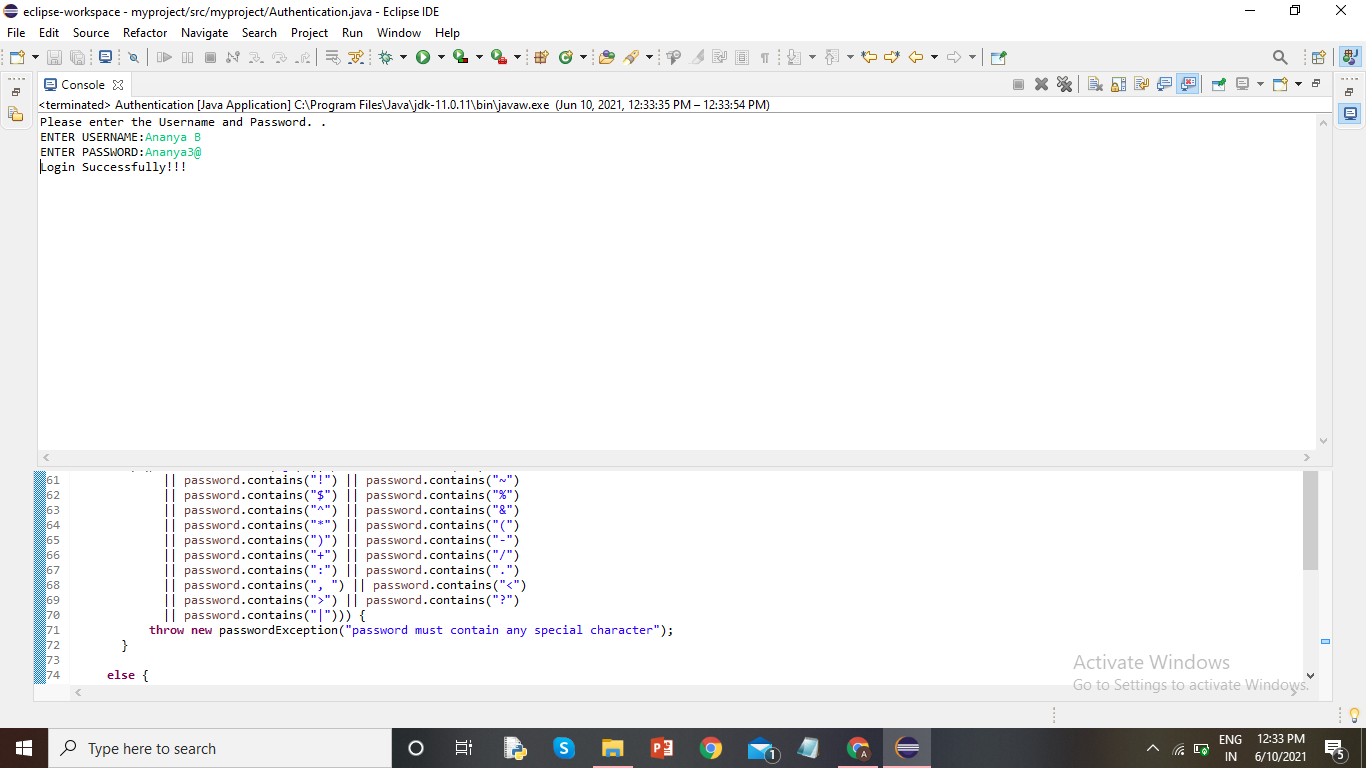 eclipse-workspace - myproject/src/myproject/Authentication.java - Eclipse IDE
File Edit Source Refactor Navigate Search Project Run Window Help
Console
<terminated> Authentication [Java Application] C:\Program Files\Java\jdk-11.0.11\bin\javaw.exe (Jun 10, 2021, 12:33:35 PM – 12:33:54 PM)
Please enter the Username and Password. .
ENTER USERNAME:Ananya B
ENTER PASSWORD:Ananya3@
Login Successfully!!!
61 || password.contains("!") || password.contains("~")
62 || password.contains("$") || password.contains("%")
63 || password.contains("^") || password.contains("&")
64 || password.contains("*") || password.contains("(")
65 || password.contains(")") || password.contains("-")
66 || password.contains("+") || password.contains("/")
67 || password.contains(":") || password.contains(".")
68 || password.contains(", ") || password.contains("<")
69 || password.contains(">") || password.contains("?")
70 || password.contains("|"))) {
71 throw new passwordException("password must contain any special character");
72 }
73
74 else {
Activate Windows
Go to Settings to activate Windows.
Type here to search
1
A
ENG
IN
12:33 PM
6/10/2021
5